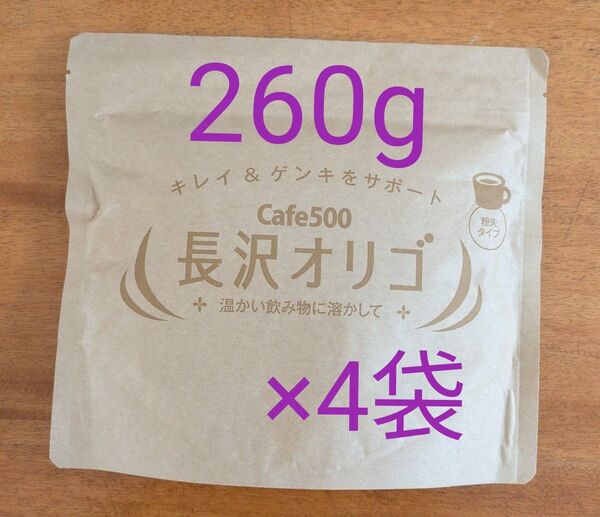 260g
キレイ & ゲンキをサポート
Cafe500
粉末
タイプ
長沢オリゴ
温かい飲み物に溶かして
×4袋